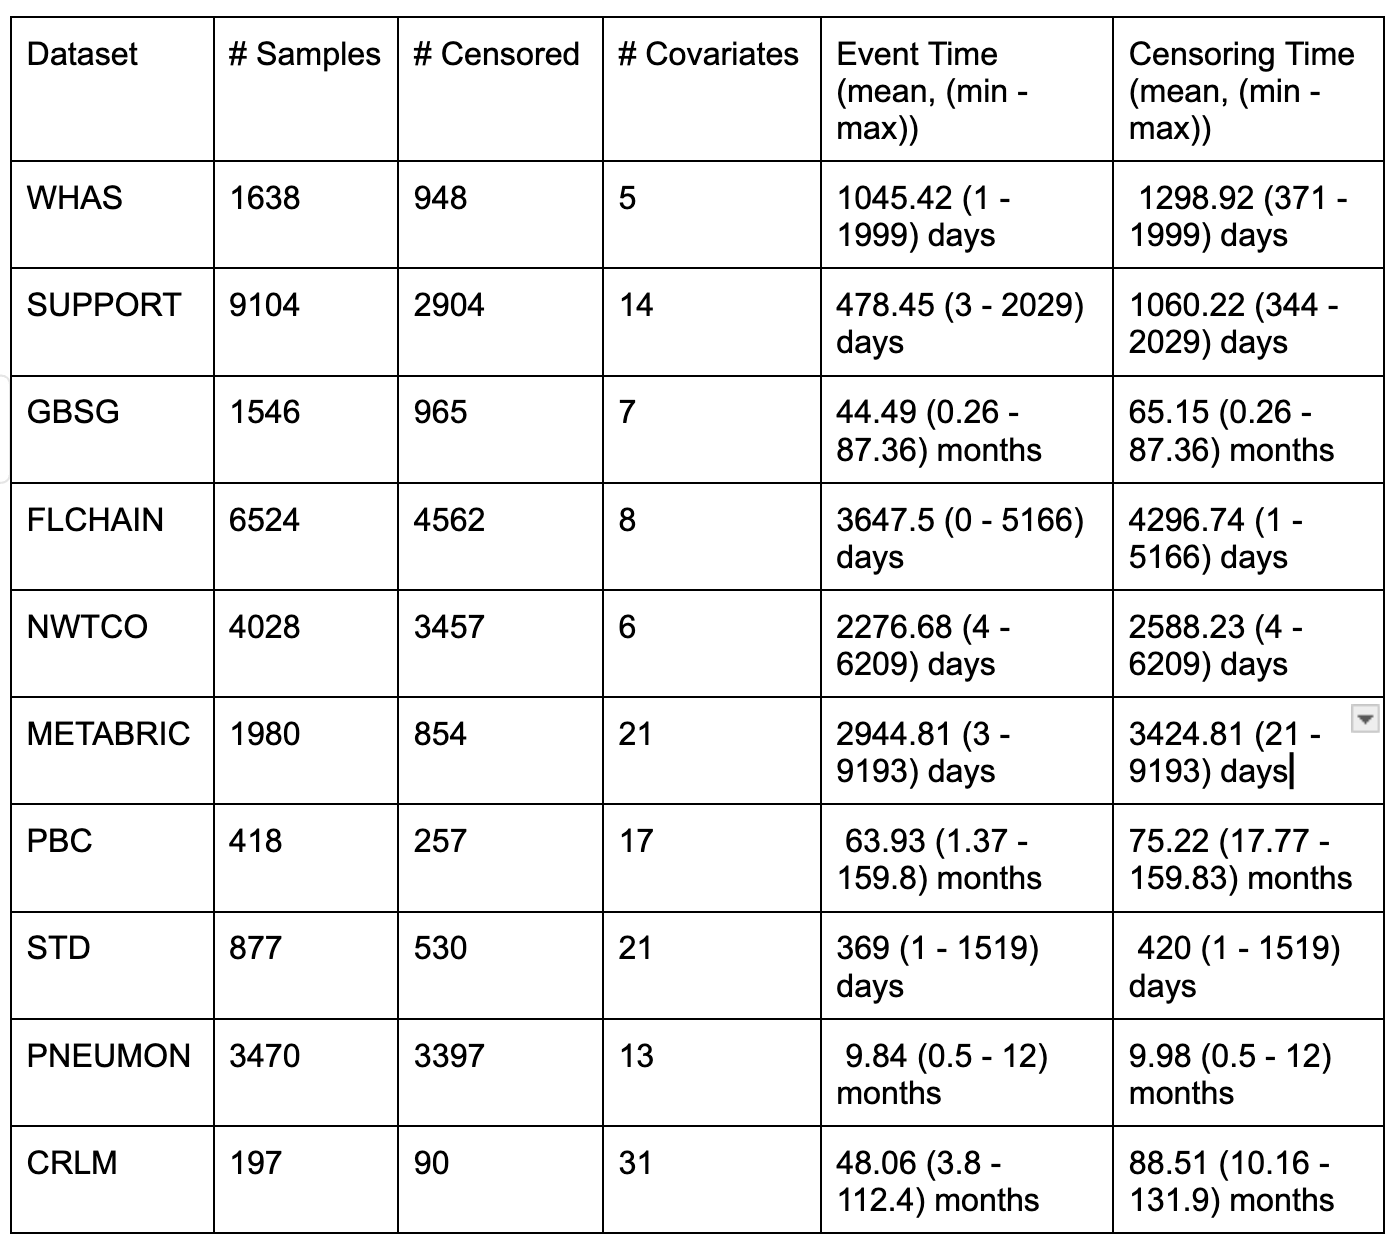 Dataset # Samples # Censored # Covariates Event Time (mean, (min - max)) Censoring Time (mean, (min - max))
WHAS 1638 948 5 1045.42 (1 - 1999) days 1298.92 (371 - 1999) days
SUPPORT 9104 2904 14 478.45 (3 - 2029) days 1060.22 (344 - 2029) days
GBSG 1546 965 7 44.49 (0.26 - 87.36) months 65.15 (0.26 - 87.36) months
FLCHAIN 6524 4562 8 3647.5 (0 - 5166) days 4296.74 (1 - 5166) days
NWTCO 4028 3457 6 2276.68 (4 - 6209) days 2588.23 (4 - 6209) days
METABRIC 1980 854 21 2944.81 (3 - 9193) days 3424.81 (21 - 9193) days
PBC 418 257 17 63.93 (1.37 - 159.8) months 75.22 (17.77 - 159.83) months
STD 877 530 21 369 (1 - 1519) days 420 (1 - 1519) days
PNEUMON 3470 3397 13 9.84 (0.5 - 12) months 9.98 (0.5 - 12) months
CRLM 197 90 31 48.06 (3.8 - 112.4) months 88.51 (10.16 - 131.9) months